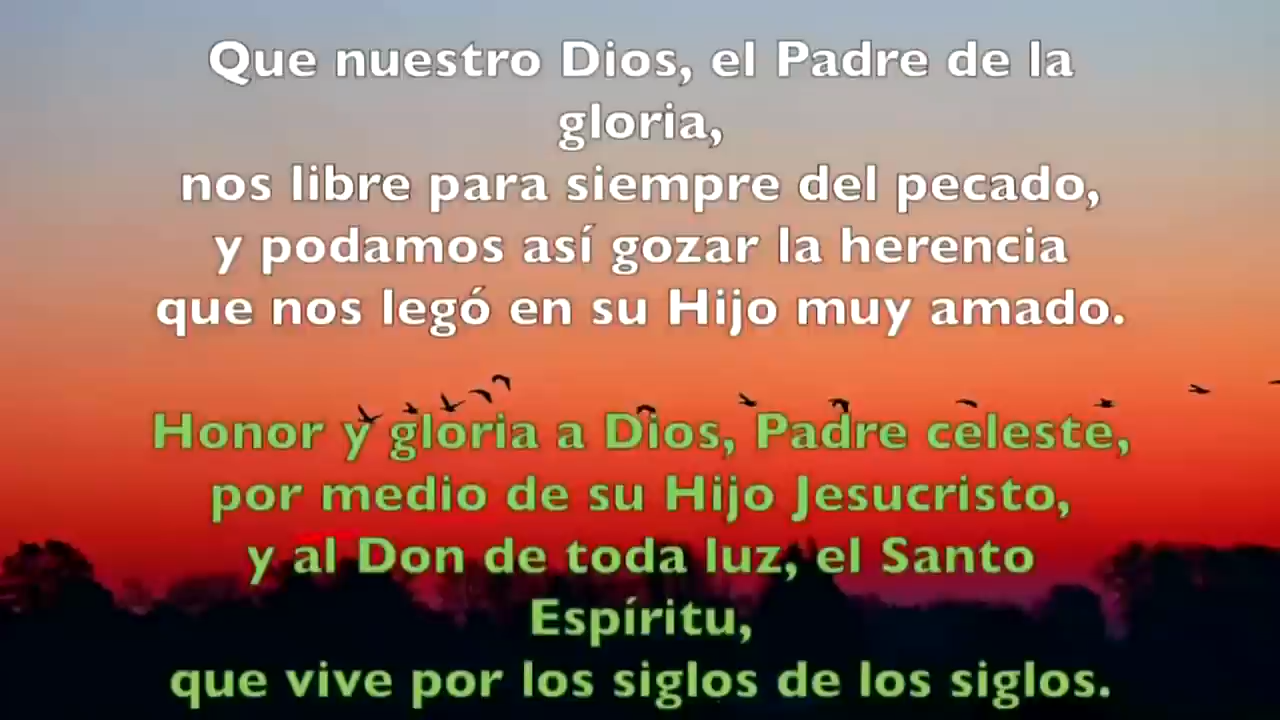 Que nuestro Dios, el Padre de la
gloria,
nos libre para siempre del pecado,
y podamos así gozar la herencia
que nos legó en su Hijo muy amado.
Honor y gloria a Dios, Padre celeste,
por medio de su Hijo Jesucristo,
y al Don de toda luz, el Santo
Espíritu,
que vive por los siglos de los siglos.